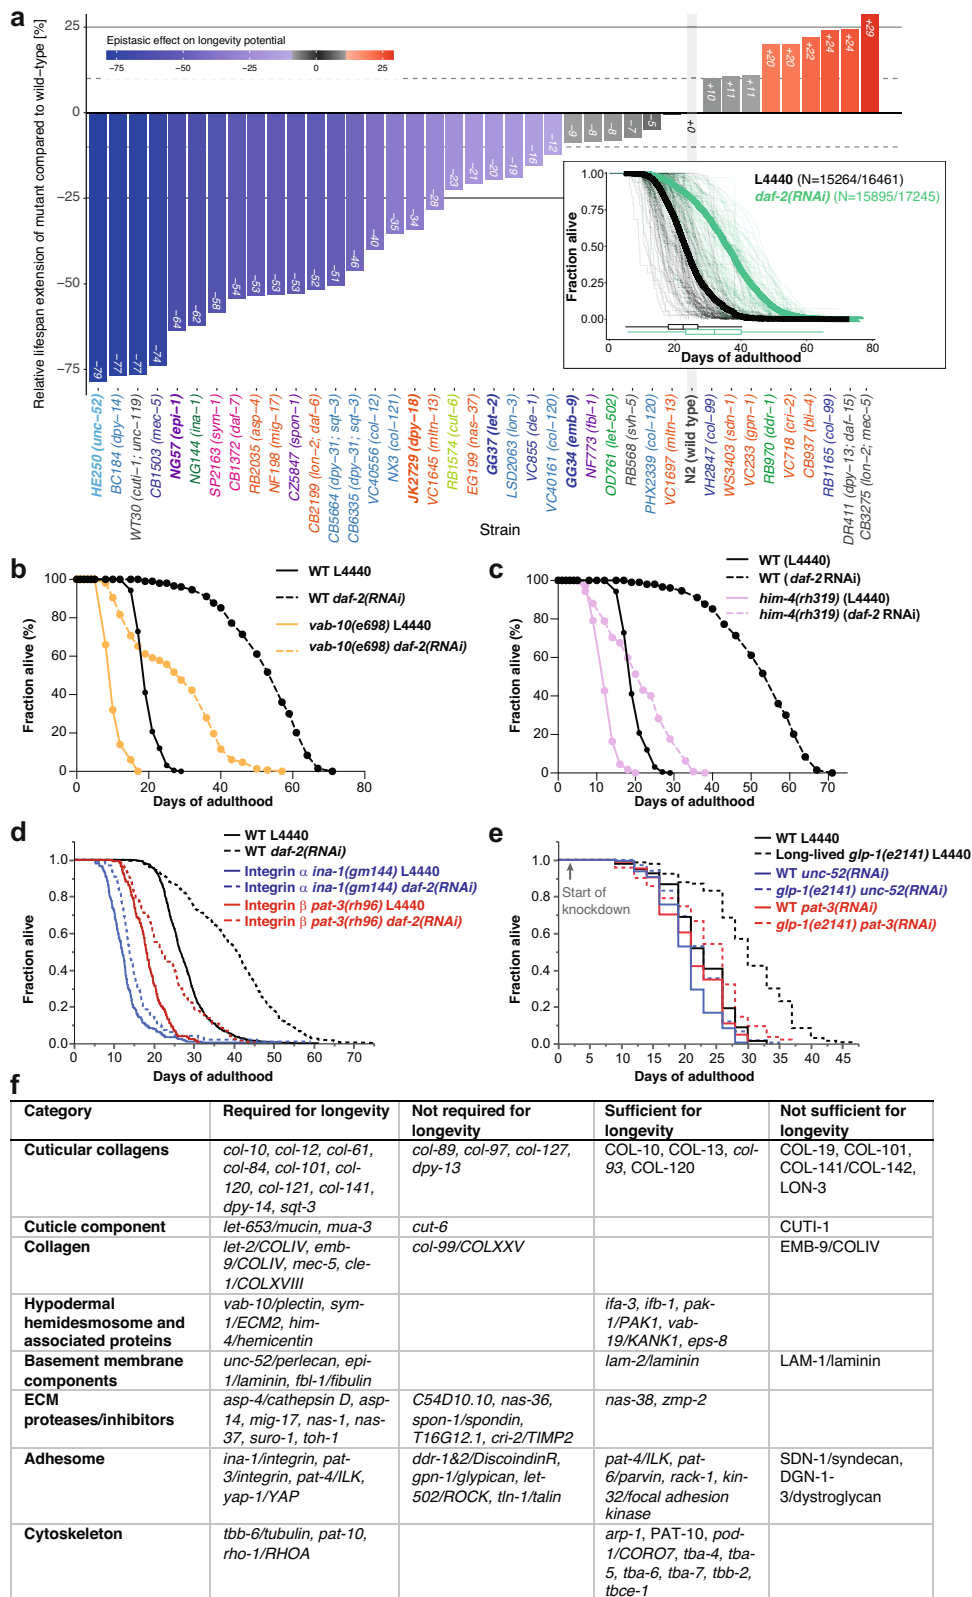 a
Relative lifespan extension of mutant compared to wild−type [%]
25
0
−25
−50
−75
Epistasic effect on longevity potential
−75
−50
−25
0
25
−79
−77
−77
−74
−64
−62
−58
−54
−53
−53
−53
−52
−51
−46
−40
−35
−34
−28
−23
−21
−20
−19
−16
−12
−9
−8
−8
−7
−5
+0
+10
+11
+11
+20
+20
+22
+24
+24
+29
L4440 (N=15264/16461)
daf-2(RNAi) (N=15895/17245)
Fraction alive
1.00
0.75
0.50
0.25
0.00
0 20 40 60 80
Days of adulthood
HE250 (unc−52)
BC184 (dpy−14)
WT30 (cutl−1; unc−119)
CB1503 (mec−5)
NG57 (epi−1)
NG144 (ina−1)
SP2163 (sym−1)
CB1372 (daf−7)
RB2035 (asp−4)
NF198 (mig−17)
CZ5847 (spon−1)
CB2199 (lon−2; daf−6)
CB5664 (dpy−31; sqt−3)
CB6335 (dpy−31; sqt−3)
VC40556 (col−12)
NX3 (col−121)
JK2729 (dpy−18)
VC1645 (mltn−13)
RB1574 (cut−6)
EG199 (nas−37)
GG37 (let−2)
LSD2063 (lon−3)
VC855 (cle−1)
VC40161 (col−120)
GG34 (emb−9)
NF773 (fbl−1)
OD761 (let−502)
RB568 (svh−5)
PHX2339 (col−120)
VC1697 (mltn−13)
N2 (wild type)
VH2847 (col−99)
WS3403 (sdn−1)
VC233 (gpn−1)
RB970 (ddr−1)
VC718 (cri−2)
CB937 (bli−4)
RB1165 (col−99)
DR411 (dpy−13; daf−15)
CB3275 (lon−2; mec−5)
Strain
b
WT L4440
WT daf-2(RNAi)
vab-10(e698) L4440
vab-10(e698) daf-2(RNAi)
Fraction alive (%)
100
80
60
40
20
0
0 20 40 60 80
Days of adulthood
c
WT (L4440)
WT (daf-2 RNAi)
him-4(rh319) (L4440)
him-4(rh319) (daf-2 RNAi)
Fraction alive (%)
100
80
60
40
20
0
0 10 20 30 40 50 60 70
Days of adulthood
d
WT L4440
WT daf-2(RNAi)
Integrin α ina-1(gm144) L4440
Integrin α ina-1(gm144) daf-2(RNAi)
Integrin β pat-3(rh96) L4440
Integrin β pat-3(rh96) daf-2(RNAi)
Fraction alive
1.0
0.8
0.6
0.4
0.2
0.0
0 10 20 30 40 50 60 70
Days of adulthood
e
WT L4440
Long-lived glp-1(e2141) L4440
WT unc-52(RNAi)
glp-1(e2141) unc-52(RNAi)
WT pat-3(RNAi)
glp-1(e2141) pat-3(RNAi)
Start of
knockdown
Fraction alive
1.0
0.8
0.6
0.4
0.2
0.0
0 5 10 15 20 25 30 35 40 45
Days of adulthood
f
Category
Required for longevity
Not required for
longevity
Sufficient for
longevity
Not sufficient for
longevity
Cuticular collagens
col-10, col-12, col-61,
col-84, col-101, col-
120, col-121, col-141,
dpy-14, sqt-3
col-89, col-97, col-127,
dpy-13
COL-10, COL-13, col-
93, COL-120
COL-19, COL-101,
COL-141/COL-142,
LON-3
Cuticle component
let-653/mucin, mua-3
cut-6
CUTI-1
Collagen
let-2/COLIV, emb-
9/COLIV, mec-5, cle-
1/COLXVIII
col-99/COLXXV
EMB-9/COLIV
Hypodermal
hemidesmosome and
associated proteins
vab-10/plectin, sym-
1/ECM2, him-
4/hemicentin
ifa-3, ifb-1, pak-
1/PAK1, vab-
19/KANK1, eps-8
Basement membrane
components
unc-52/perlecan, epi-
1/laminin, fbl-1/fibulin
lam-2/laminin
LAM-1/laminin
ECM
proteases/inhibitors
asp-4/cathepsin D, asp-
14, mig-17, nas-1, nas-
37, suro-1, toh-1
C54D10.10, nas-36,
spon-1/spondin,
T16G12.1, cri-2/TIMP2
nas-38, zmp-2
Adhesome
ina-1/integrin, pat-
3/integrin, pat-4/ILK,
yap-1/YAP
ddr-1&2/DiscoindinR,
gpn-1/glypican, let-
502/ROCK, tln-1/talin
pat-4/ILK, pat-
6/parvin, rack-1, kin-
32/focal adhesion
kinase
SDN-1/syndecan,
DGN-1-
3/dystroglycan
Cytoskeleton
tbb-6/tubulin, pat-10,
rho-1/RHOA
arp-1, PAT-10, pod-
1/CORO7, tba-4, tba-
5, tba-6, tba-7, tbb-2,
tbce-1